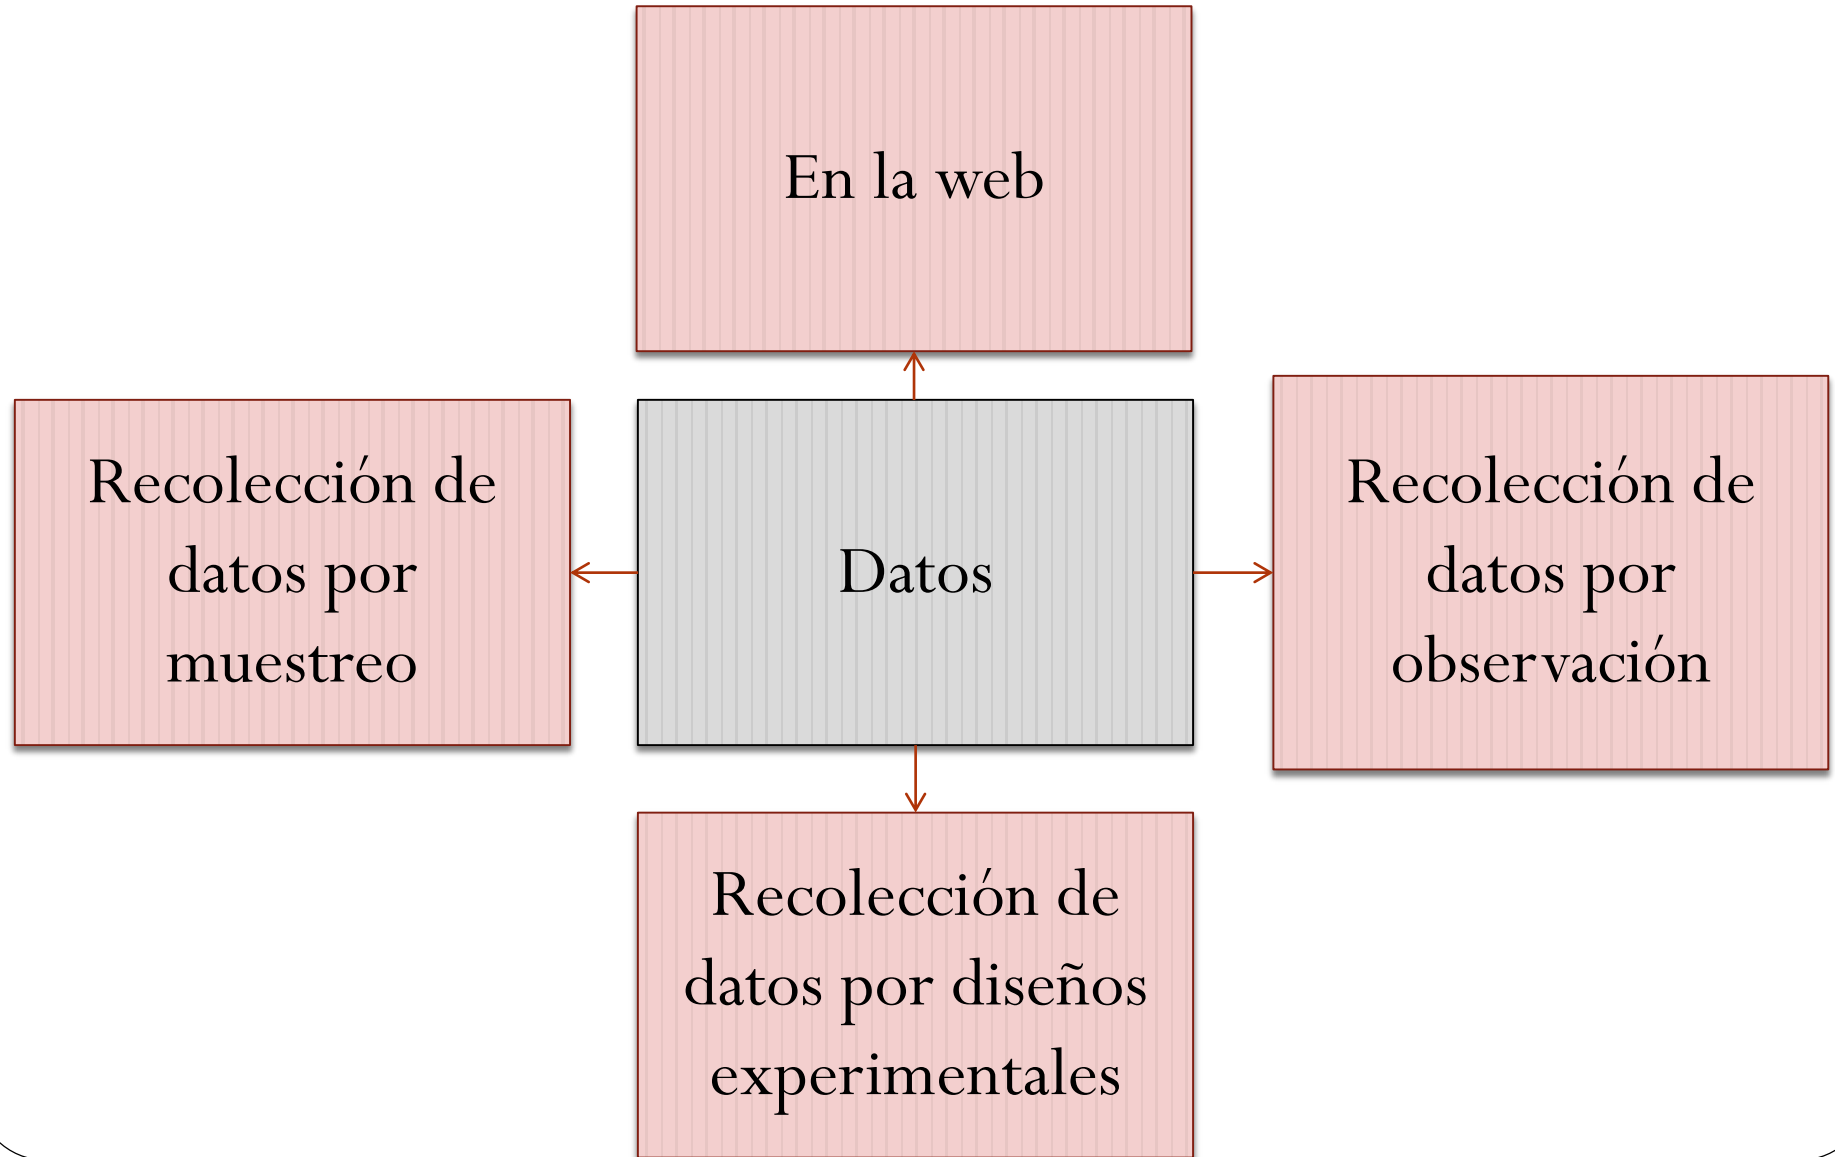 En la web
Recolección de
datos por
muestreo
Datos
Recolección de
datos por
observación
Recolección de
datos por diseños
experimentales